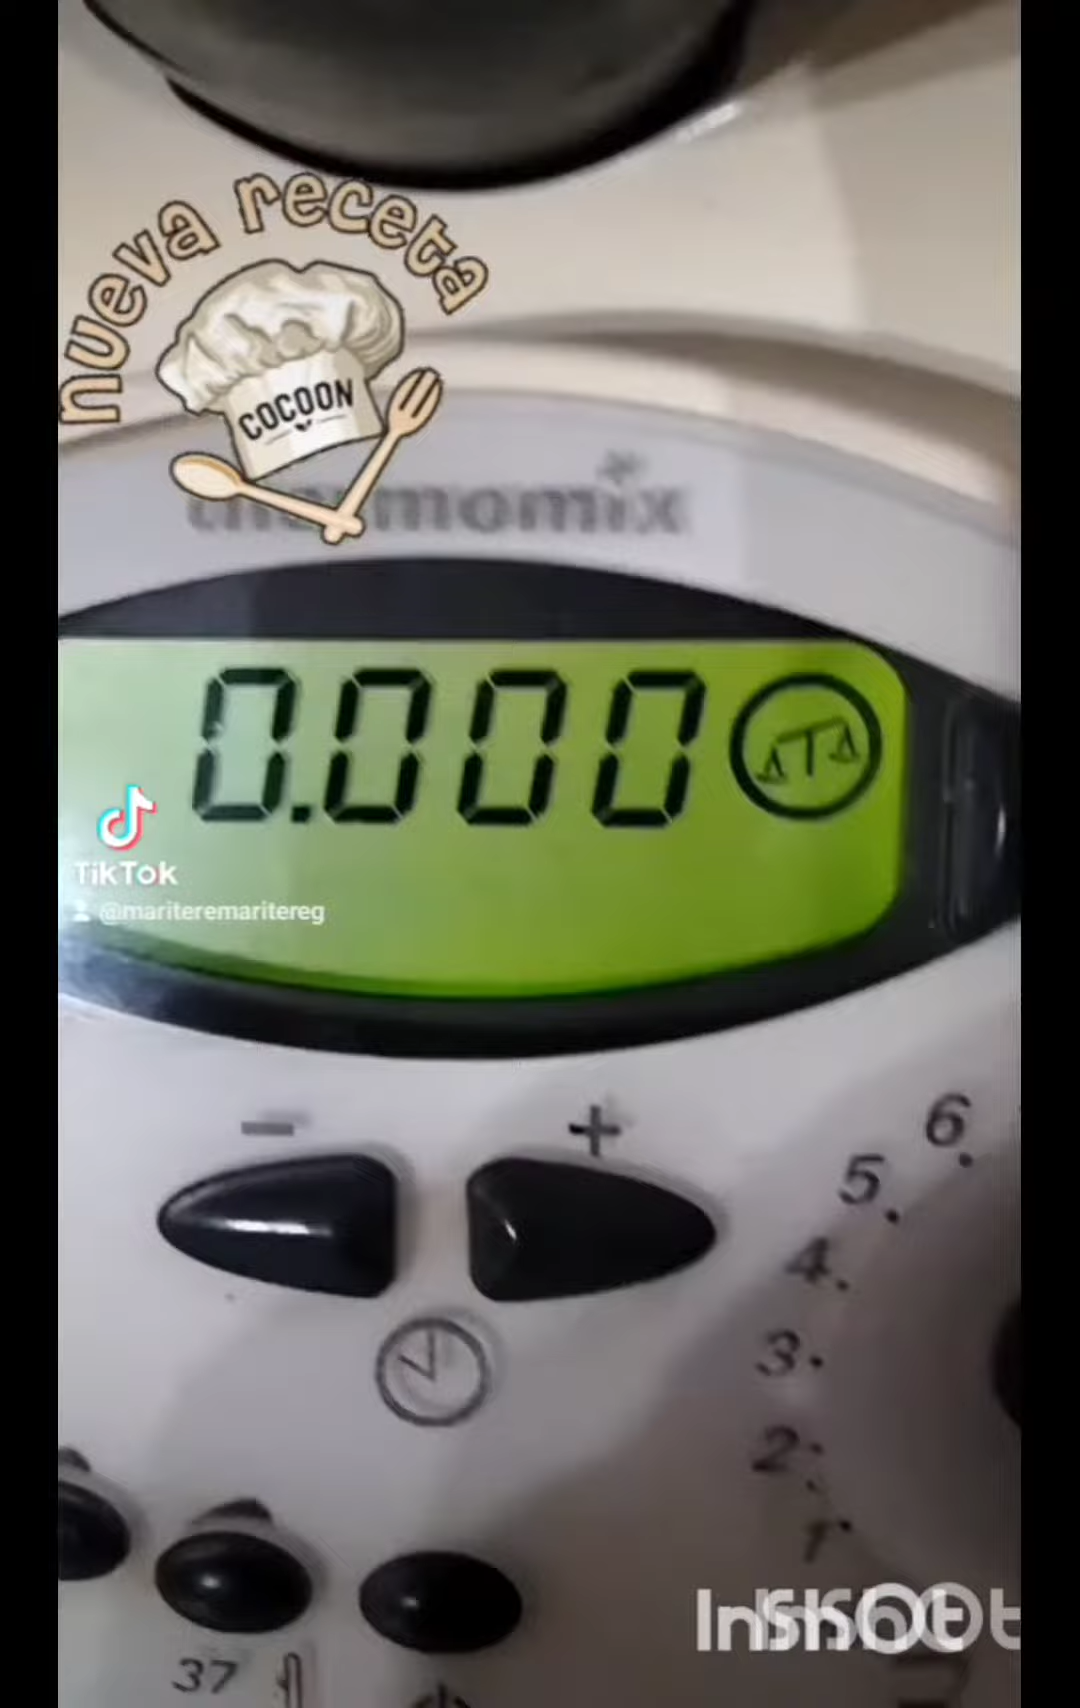 nueva receta
COCOON
thermomix
0.000
TikTok
@mariteremaritereg
- +
6.
5.
4.
3.
2.
1.
37
InShot